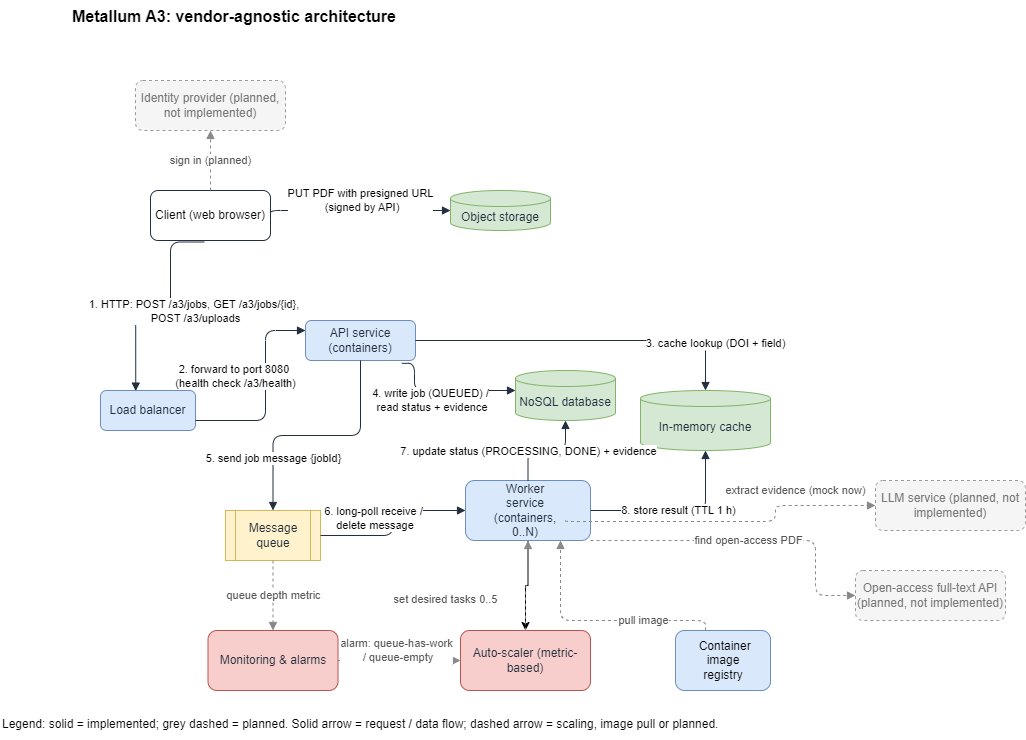 Metallum A3: vendor-agnostic architecture
Identity provider (planned,
not implemented)
sign in (planned)
Client (web browser)
PUT PDF with presigned URL
(signed by API)
Object storage
1. HTTP: POST /a3/jobs, GET /a3/jobs/{id},
POST /a3/uploads
API service
(containers)
3. cache lookup (DOI + field)
2. forward to port 8080
(health check /a3/health)
Load balancer
4. write job (QUEUED) /
read status + evidence
NoSQL database
In-memory cache
5. send job message {jobId}
7. update status (PROCESSING, DONE) + evidence
Message
queue
6. long-poll receive /
delete message
Worker
service
(containers,
0..N)
8. store result (TTL 1 h)
extract evidence (mock now)
LLM service (planned, not
implemented)
find open-access PDF
Open-access full-text API
(planned, not implemented)
queue depth metric
set desired tasks 0..5
pull image
Monitoring & alarms
alarm: queue-has-work
/ queue-empty
Auto-scaler (metric-
based)
Container
image
registry
Legend: solid = implemented; grey dashed = planned. Solid arrow = request / data flow; dashed arrow = scaling, image pull or planned.